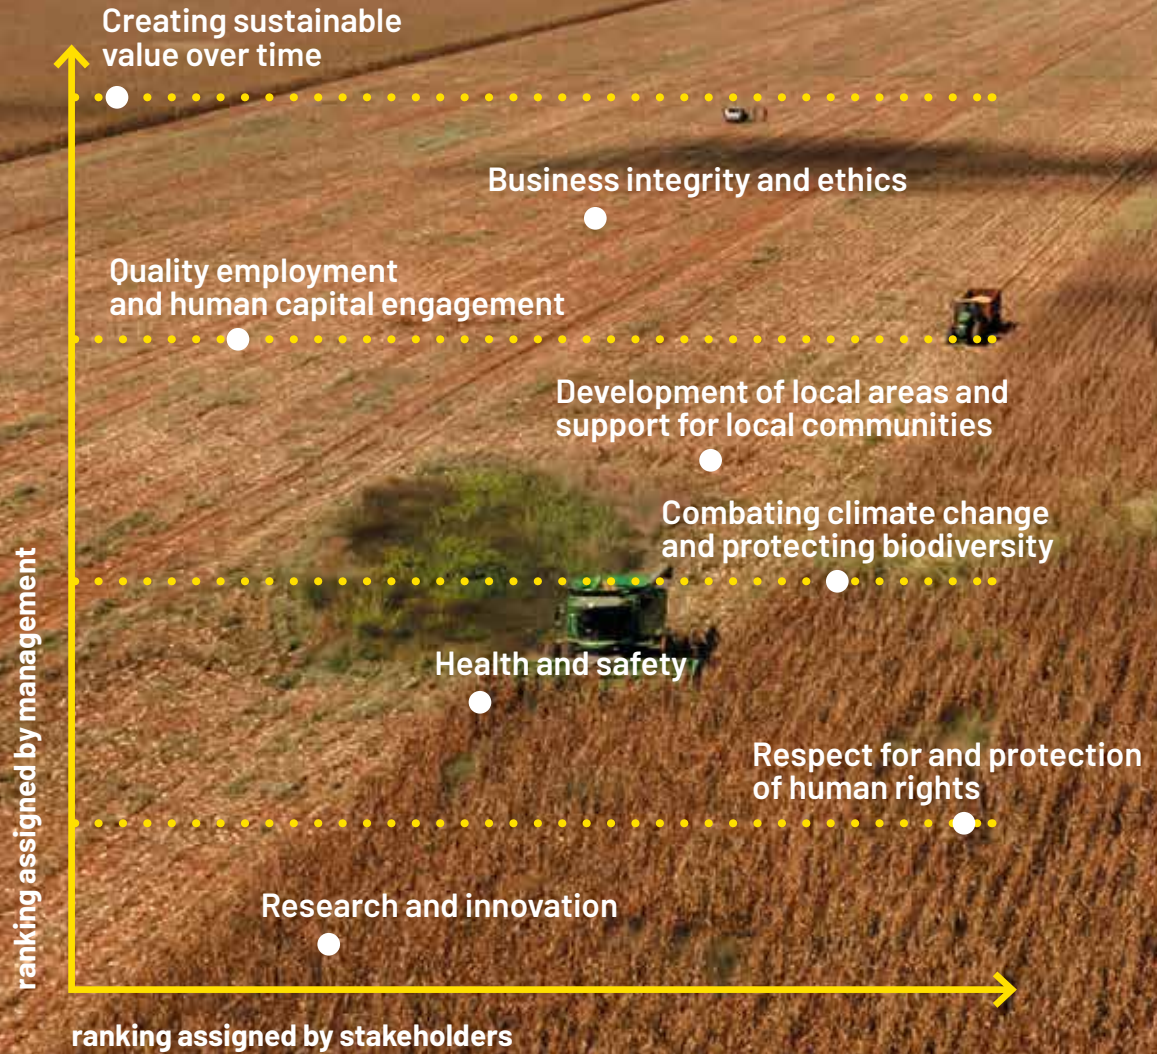 Creating sustainable
value over time
Business integrity and ethics
Quality employment
and human capital engagement
Development of local areas and
support for local communities
Combating climate change
and protecting biodiversity
Health and safety
Respect for and protection
of human rights
Research and innovation
ranking assigned by management
ranking assigned by stakeholders